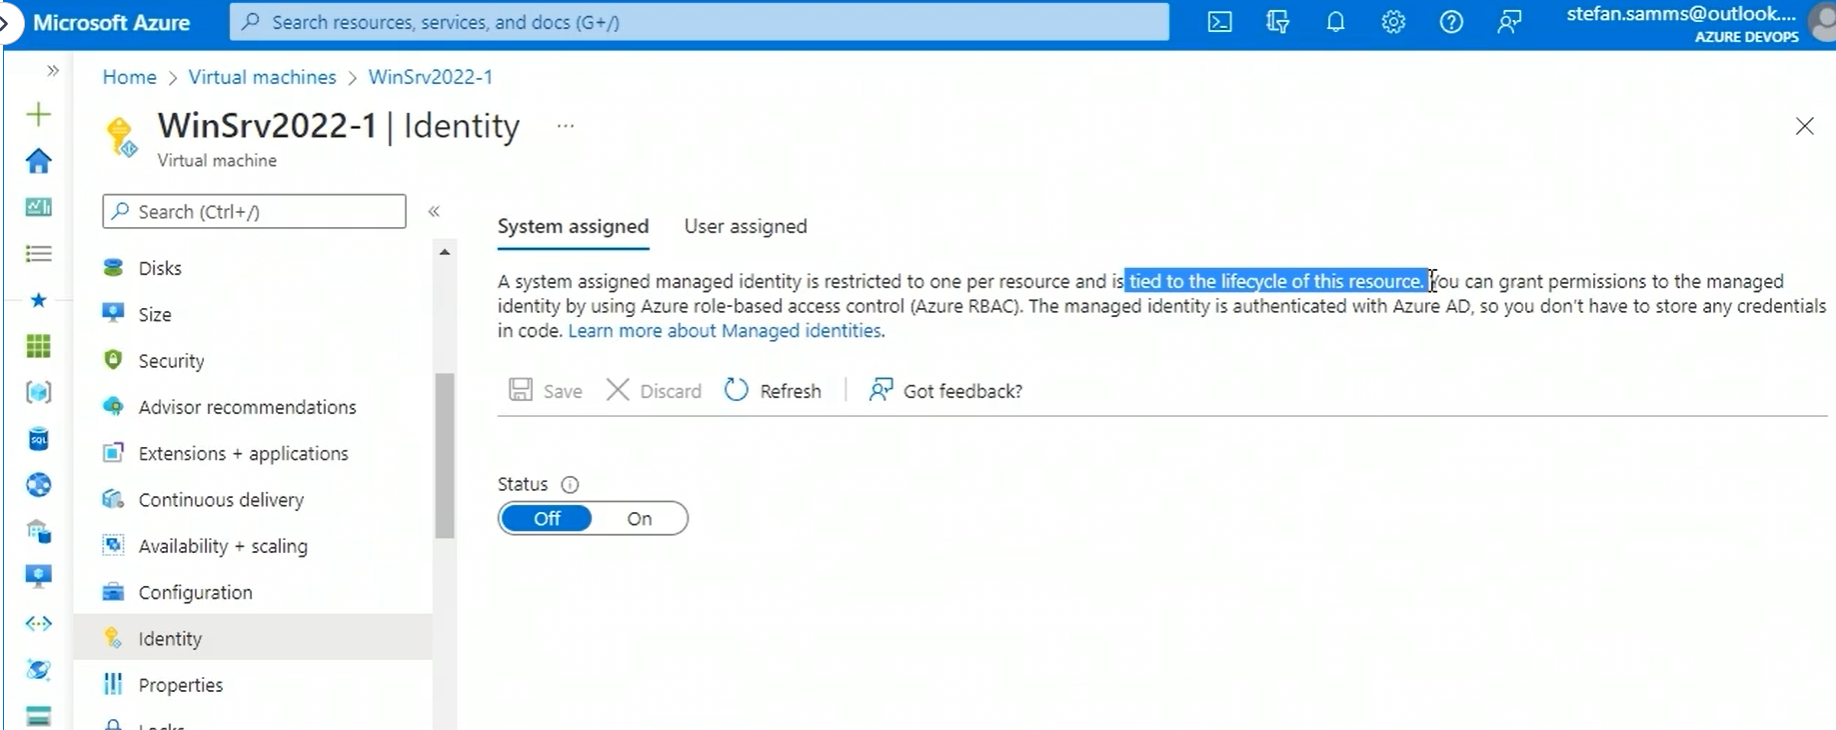 Microsoft Azure
Search resources, services, and docs (G+/)
stefan.samms@outlook....
AZURE DEVOPS
Home > Virtual machines > WinSrv2022-1
WinSrv2022-1 | Identity ...
Virtual machine
Search (Ctrl+/)
Disks
Size
Security
Advisor recommendations
Extensions + applications
Continuous delivery
Availability + scaling
Configuration
Identity
Properties
Locks
SQL
System assigned User assigned
A system assigned managed identity is restricted to one per resource and is tied to the lifecycle of this resource. You can grant permissions to the managed
identity by using Azure role-based access control (Azure RBAC). The managed identity is authenticated with Azure AD, so you don't have to store any credentials
in code. Learn more about Managed identities.
Save Discard Refresh Got feedback?
Status
Off On